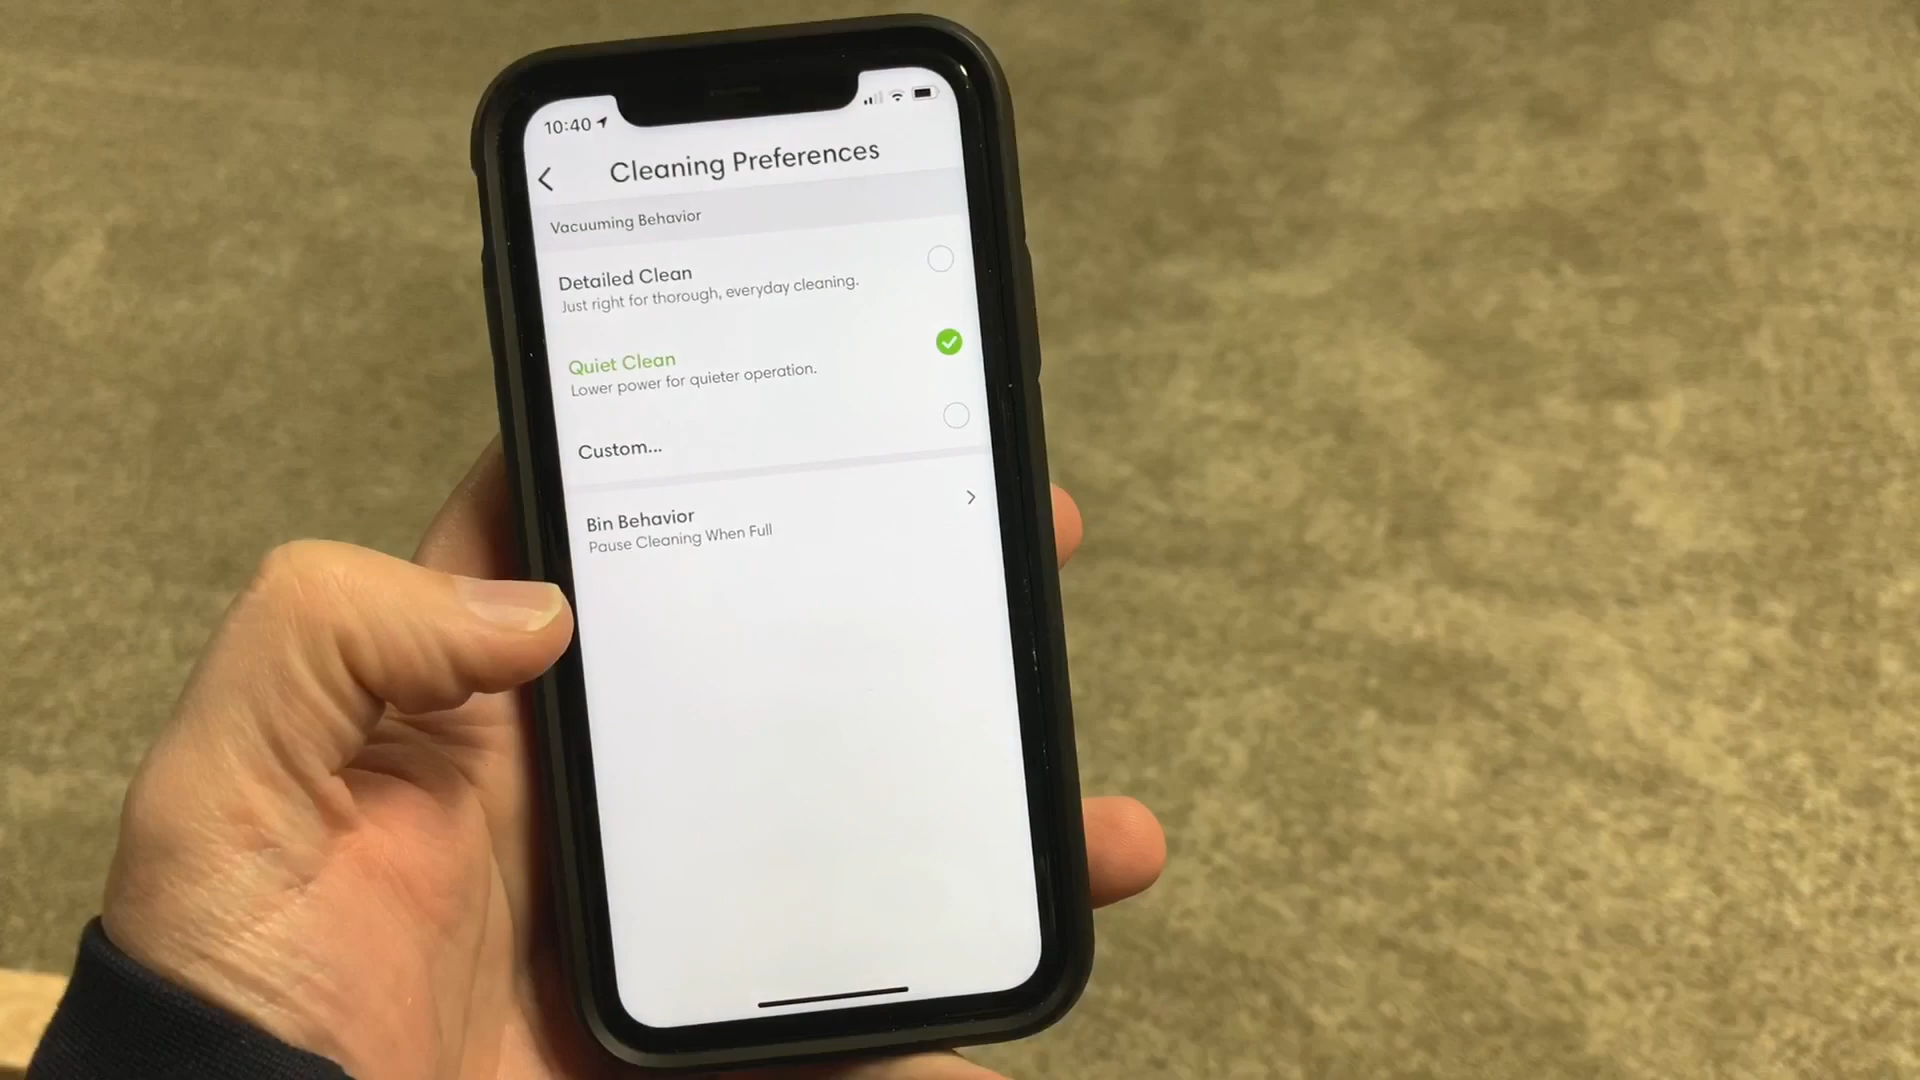 10:40
Cleaning Preferences
Vacuuming Behavior
Detailed Clean
Just right for thorough, everyday cleaning.
Quiet Clean
Lower power for quieter operation.
Custom...
Bin Behavior
Pause Cleaning When Full